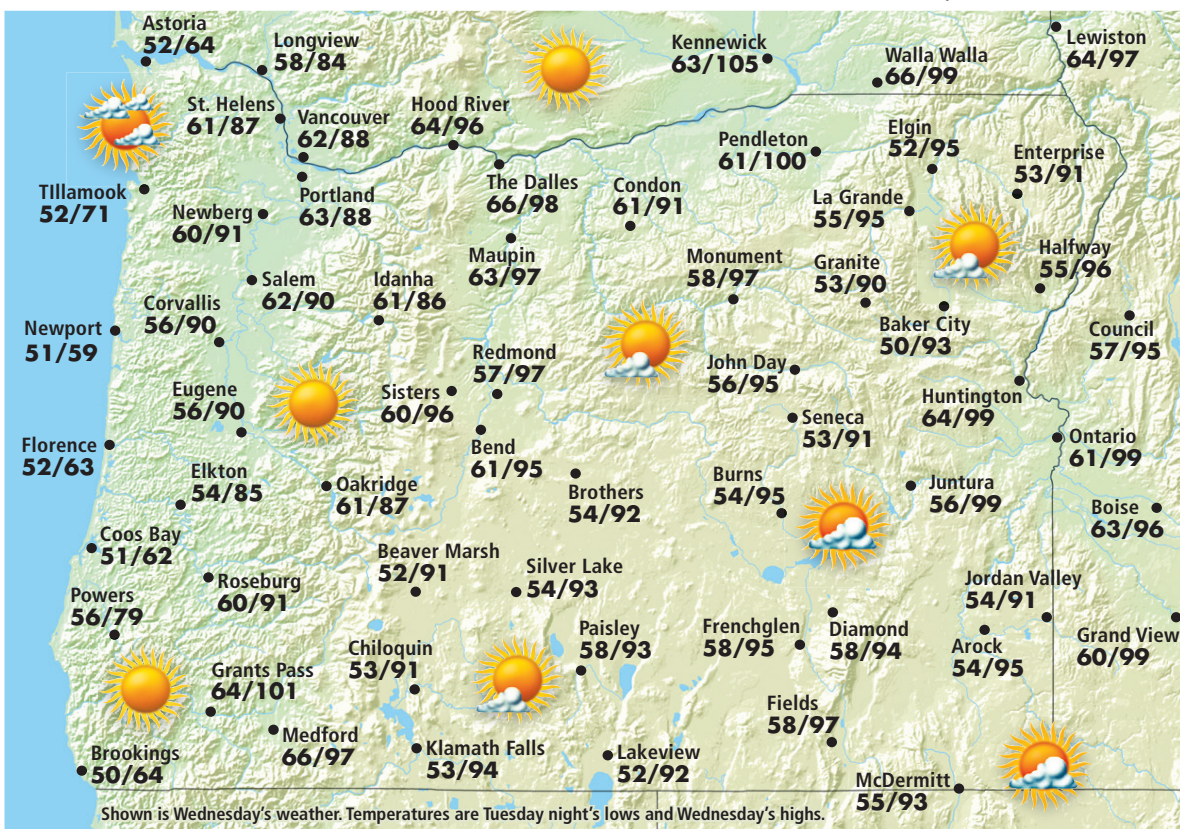 Astoria
52/64
Longview
58/84
Kennewick
63/105
Walla Walla
66/99
Lewiston
64/97
St. Helens
61/87
Vancouver
62/88
Hood River
64/96
Pendleton
61/100
Elgin
52/95
Enterprise
53/91
TIllamook
52/71
Newberg
60/91
Portland
63/88
The Dalles
66/98
Condon
61/91
La Grande
55/95
Maupin
63/97
Monument
58/97
Granite
53/90
Halfway
55/96
Salem
62/90
Idanha
61/86
Corvallis
56/90
Newport
51/59
Baker City
50/93
Council
57/95
Redmond
57/97
John Day
56/95
Eugene
56/90
Sisters
60/96
Huntington
64/99
Seneca
53/91
Florence
52/63
Bend
61/95
Ontario
61/99
Elkton
54/85
Oakridge
61/87
Brothers
54/92
Burns
54/95
Juntura
56/99
Boise
63/96
Coos Bay
51/62
Beaver Marsh
52/91
Silver Lake
54/93
Roseburg
60/91
Jordan Valley
54/91
Powers
56/79
Paisley
58/93
Frenchglen
58/95
Diamond
58/94
Arock
54/95
Grand View
60/99
Chiloquin
53/91
Grants Pass
64/101
Fields
58/97
Medford
66/97
Klamath Falls
53/94
Lakeview
52/92
Brookings
50/64
McDermitt
55/93
Shown is Wednesday's weather. Temperatures are Tuesday night's lows and Wednesday's highs.